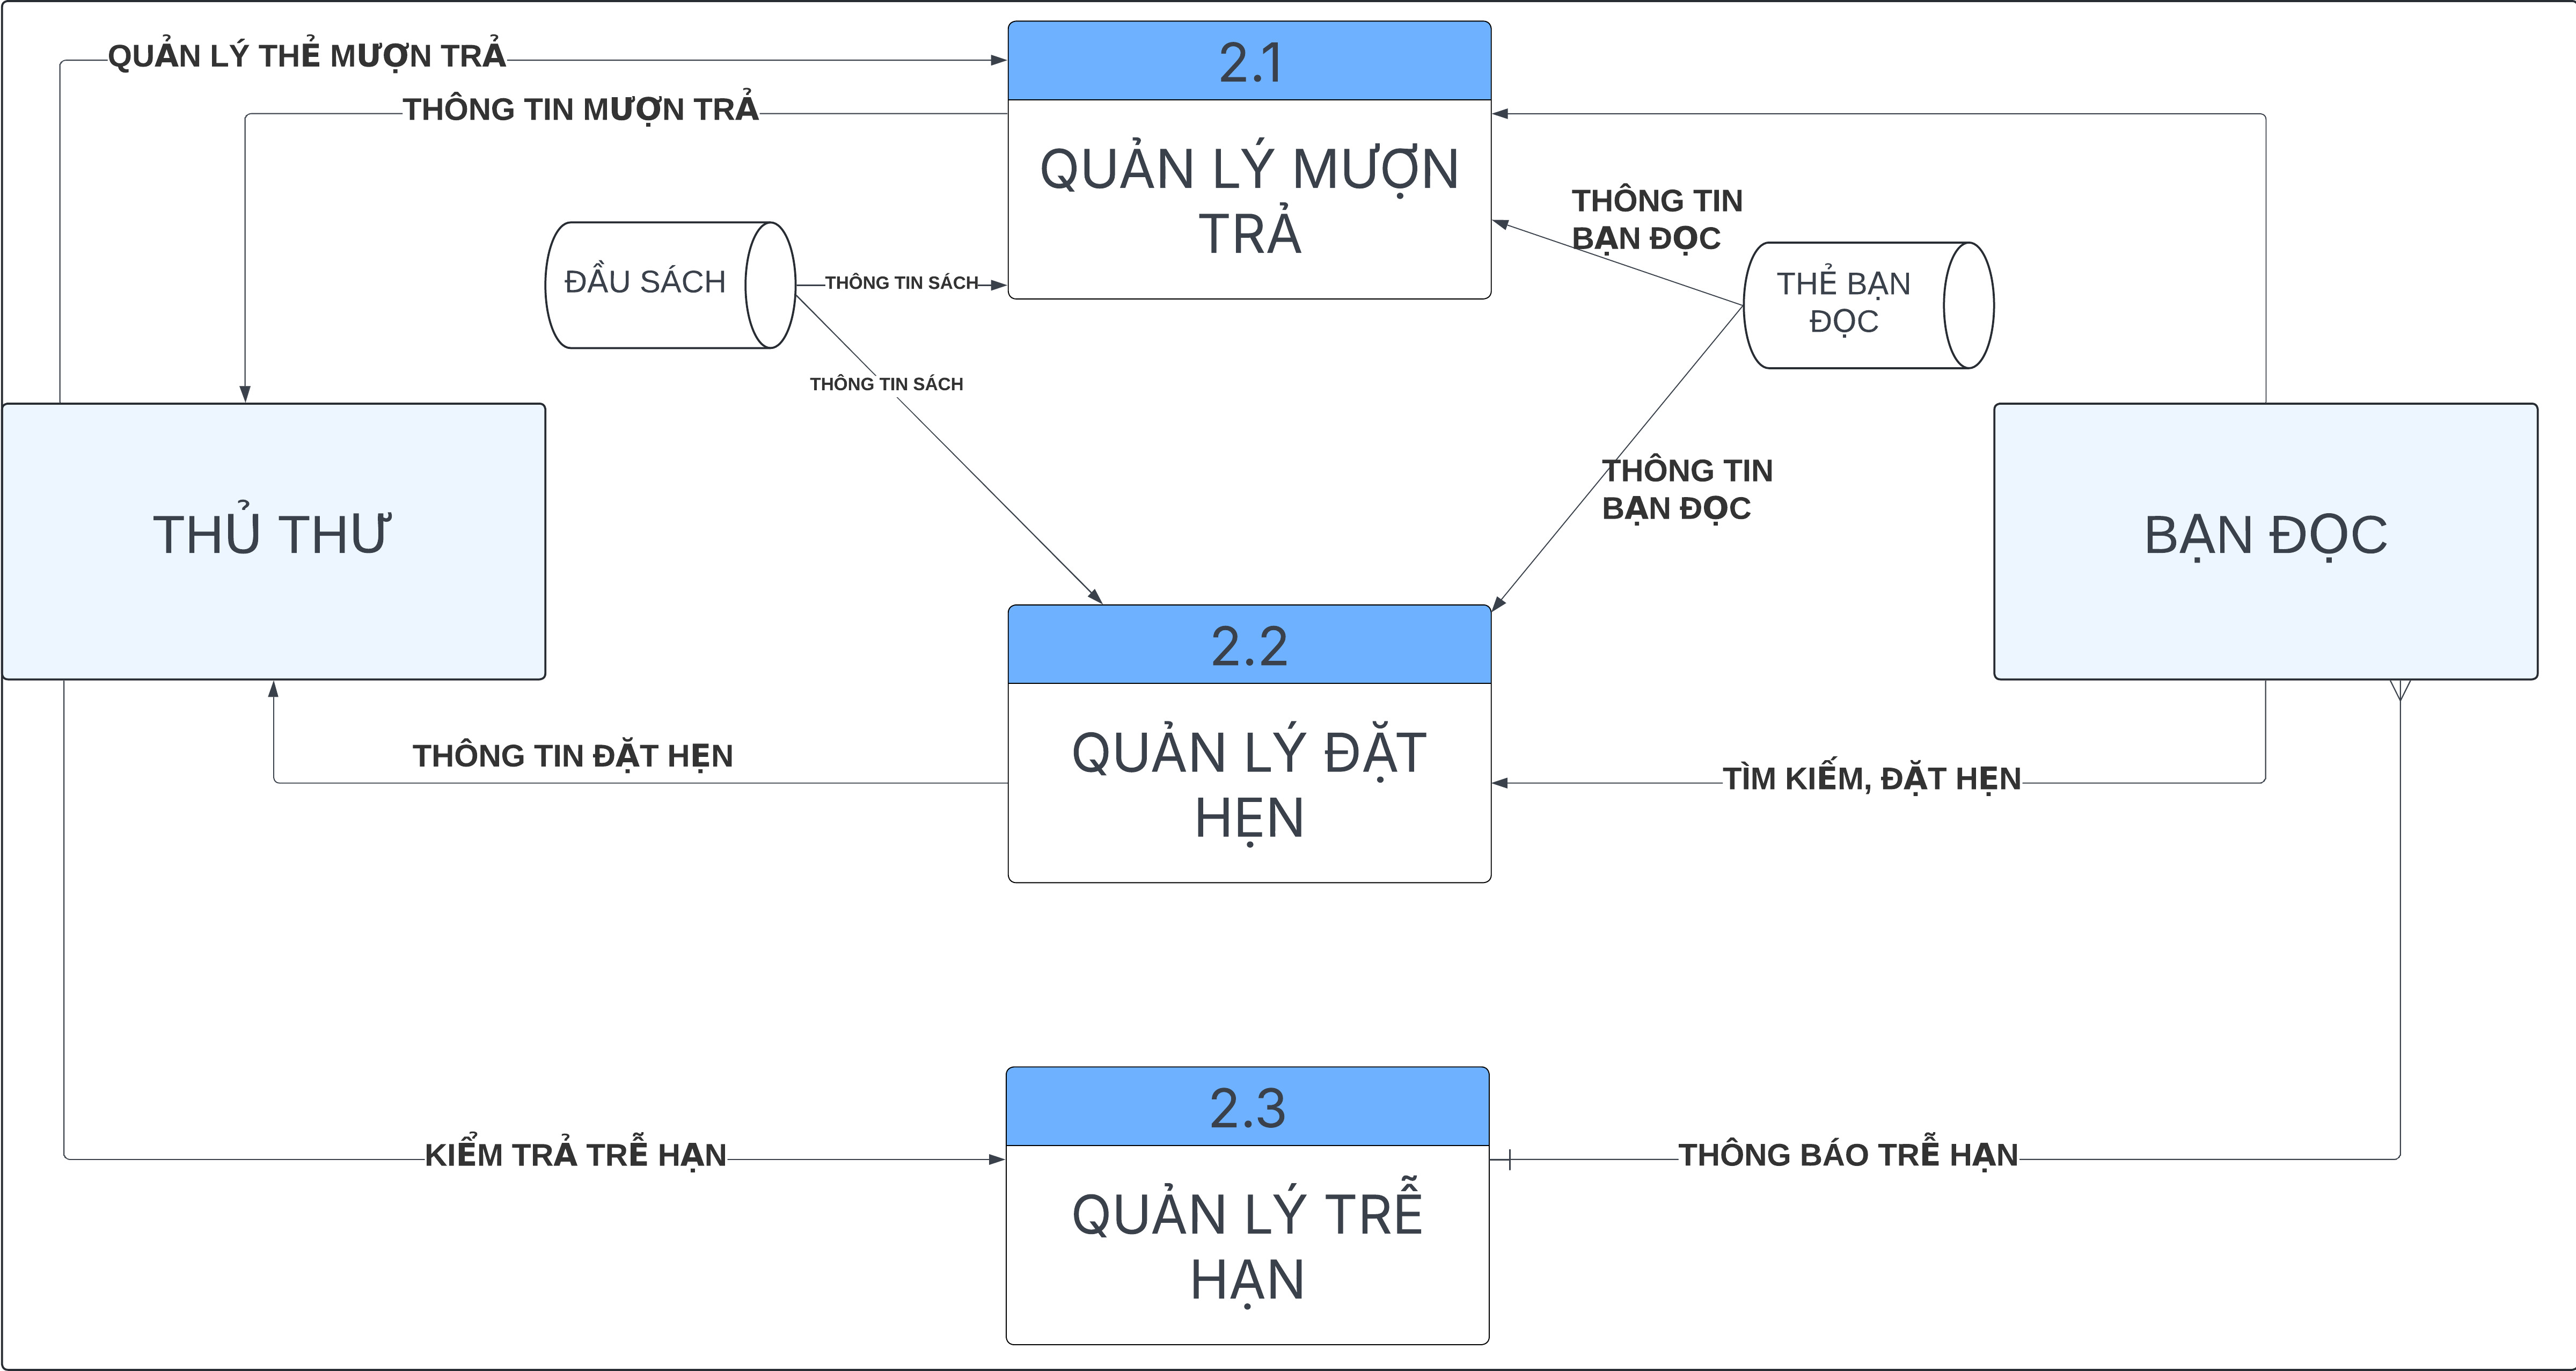 QUẢN LÝ THẺ MƯỢN TRẢ
THÔNG TIN MƯỢN TRẢ
2.1
QUẢN LÝ MƯỢN
TRẢ
THÔNG TIN
BẠN ĐỌC
ĐẦU SÁCH
THÔNG TIN SÁCH
THẺ BẠN
ĐỌC
THÔNG TIN SÁCH
THỦ THƯ
THÔNG TIN
BẠN ĐỌC
BẠN ĐỌC
2.2
QUẢN LÝ ĐẶT
HẸN
THÔNG TIN ĐẶT HẸN
TÌM KIẾM, ĐẶT HẸN
2.3
QUẢN LÝ TRỄ
HẠN
KIỂM TRẢ TRỄ HẠN
THÔNG BÁO TRỄ HẠN